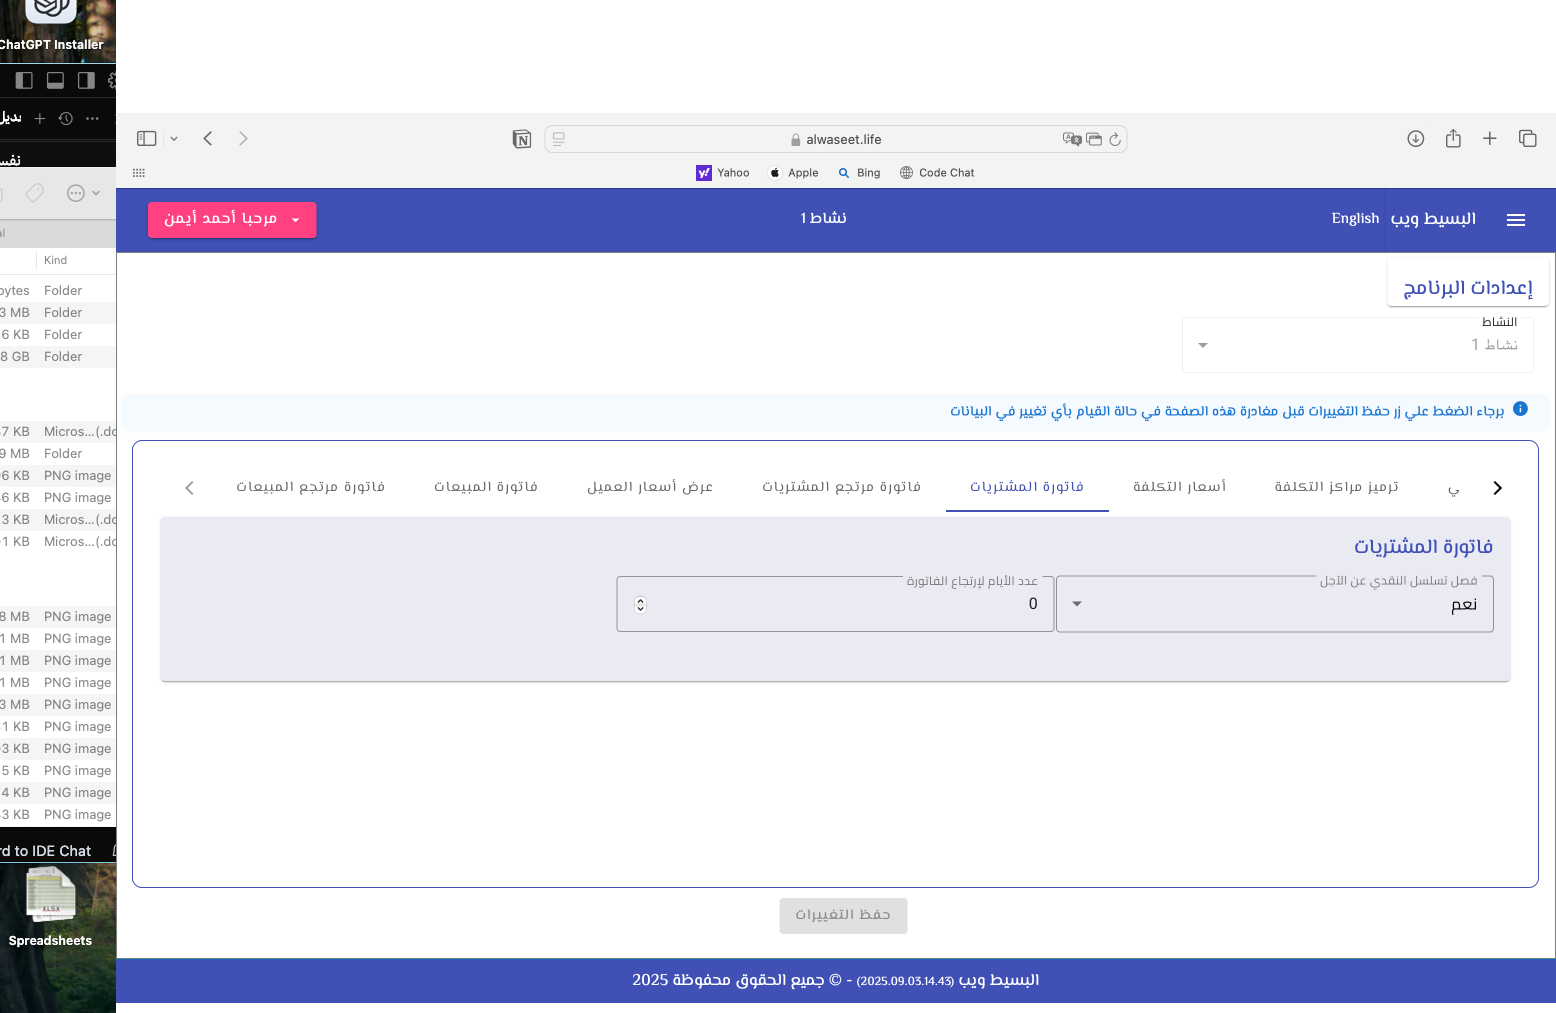 ChatGPT Installer
Kind
bytes Folder
3 MB Folder
6 KB Folder
8 GB Folder
7 KB Micros...(.do
9 MB Folder
6 KB PNG image
6 KB PNG image
3 KB Micros...(.do
1 KB Micros...(.do
8 MB PNG image
1 MB PNG image
1 MB PNG image
1 MB PNG image
3 MB PNG image
1 KB PNG image
3 KB PNG image
5 KB PNG image
4 KB PNG image
3 KB PNG image
rd to IDE Chat
XLSX
Spreadsheets
alwaseet.life
Yahoo Apple Bing Code Chat
البسيط ويب English
نشاط 1
مرحبا أحمد أيمن
إعدادات البرنامج
النشاط
نشاط 1
برجاء الضغط علي زر حفظ التغييرات قبل مغادرة هذه الصفحة في حالة القيام بأي تغيير في البيانات
ي ترميز مراكز التكلفة أسعار التكلفة فاتورة المشتريات فاتورة مرتجع المشتريات عرض أسعار العميل فاتورة المبيعات فاتورة مرتجع المبيعات
فاتورة المشتريات
فصل تسلسل النقدي عن الآجل
نعم
عدد الأيام لإرتجاع الفاتورة
0
حفظ التغييرات
البسيط ويب (2025.09.03.14.43) - © جميع الحقوق محفوظة 2025